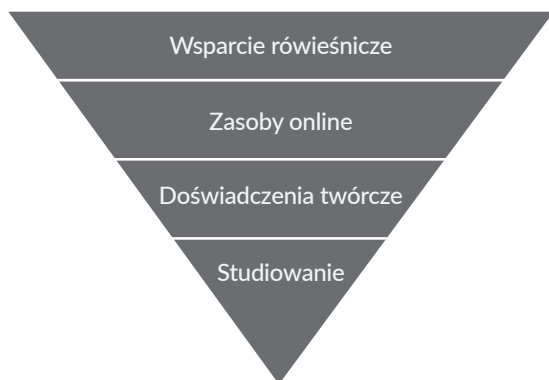 Wsparcie rówieśnicze
Zasoby online
Doświadczenia twórcze
Studiowanie